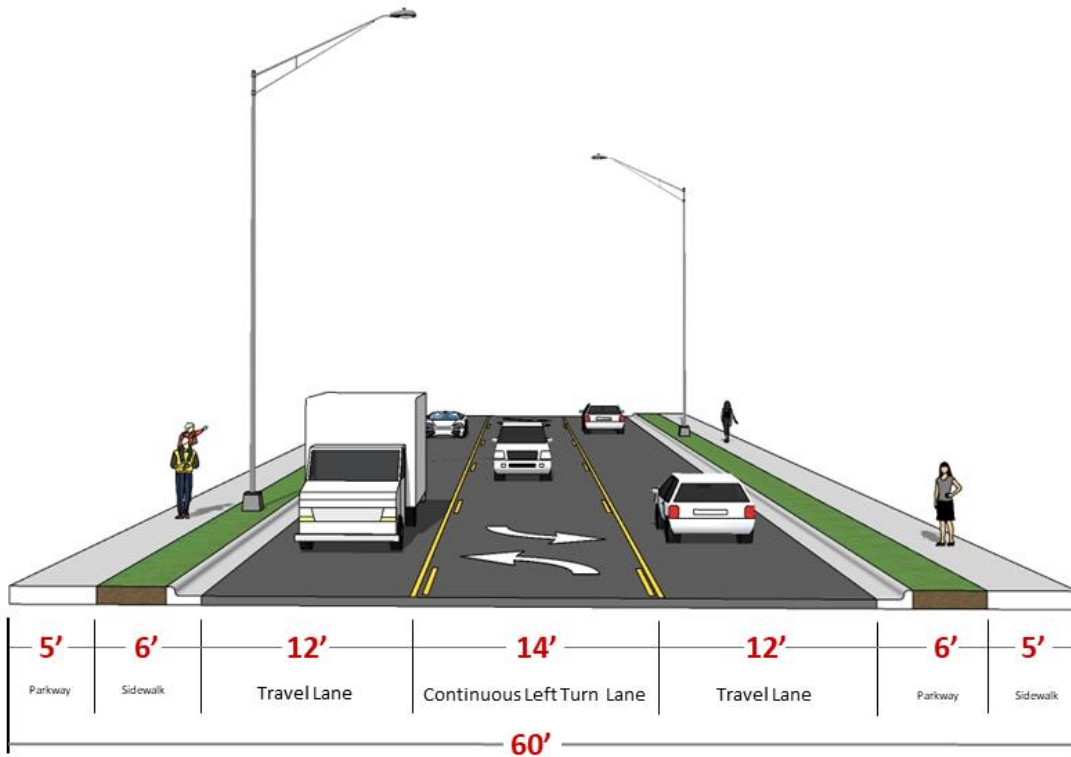 5’ 6’ 12’ 14’ 12’ 6’ 5’
Parkway Sidewalk Travel Lane Continuous Left Turn Lane Travel Lane Parkway Sidewalk
60’